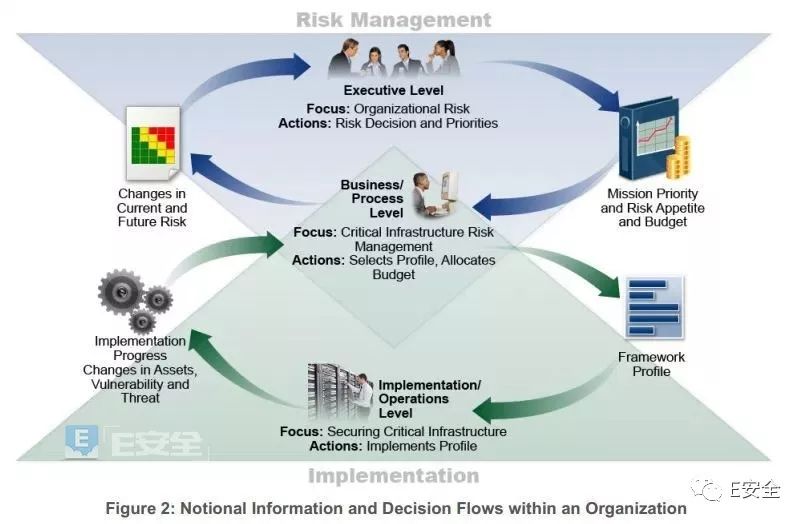 Risk Management
Executive Level
Focus: Organizational Risk
Actions: Risk Decision and Priorities
Changes in
Current and
Future Risk
Mission Priority
and Risk Appetite
and Budget
Business/
Process
Level
Focus: Critical Infrastructure Risk
Management
Actions: Selects Profile, Allocates
Budget
Implementation
Progress
Changes in Assets,
Vulnerability and
Threat
Framework
Profile
Implementation/
Operations
Level
Focus: Securing Critical Infrastructure
Actions: Implements Profile
E
E安全
Implementation
E安全
Figure 2: Notional Information and Decision Flows within an Organization